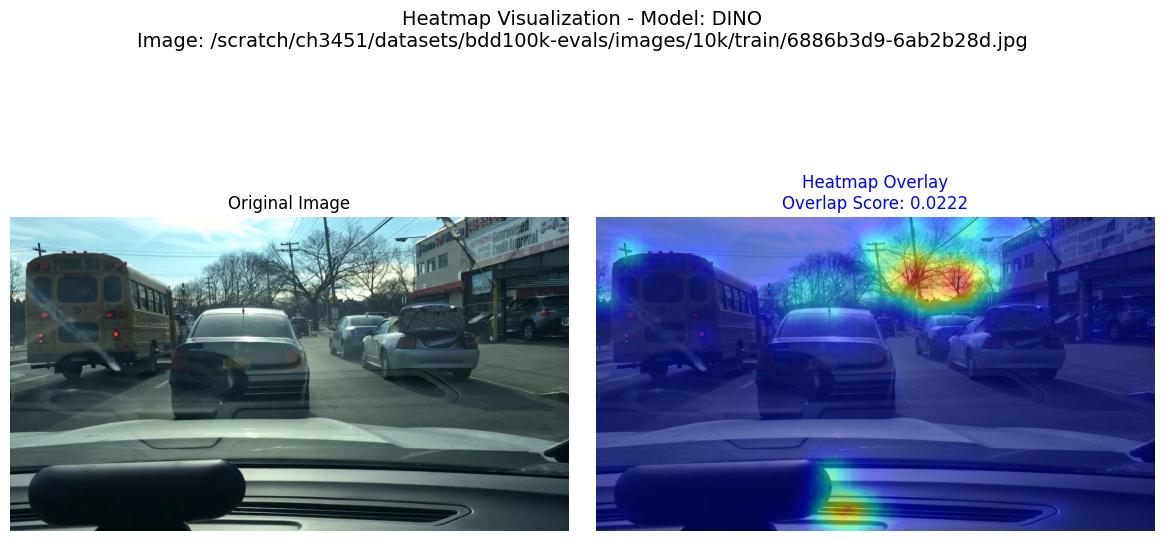 Heatmap Visualization - Model: DINO
Image: /scratch/ch3451/datasets/bdd100k-evals/images/10k/train/6886b3d9-6ab2b28d.jpg
Original Image
Heatmap Overlay
Overlap Score: 0.0222